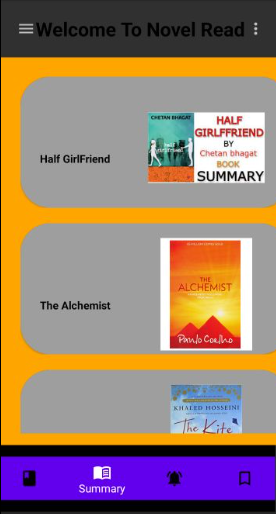 Welcome To Novel Read
CHETAN BHAGAT
half
girlfriend
HALF
GIRLFRIEND
BY
Chetan bhagat
BOOK
SUMMARY
Half GirlFriend
THE
ALCHEMIST
Paulo Coelho
The Alchemist
KHALED HOSSEINI
The Kite
Summary